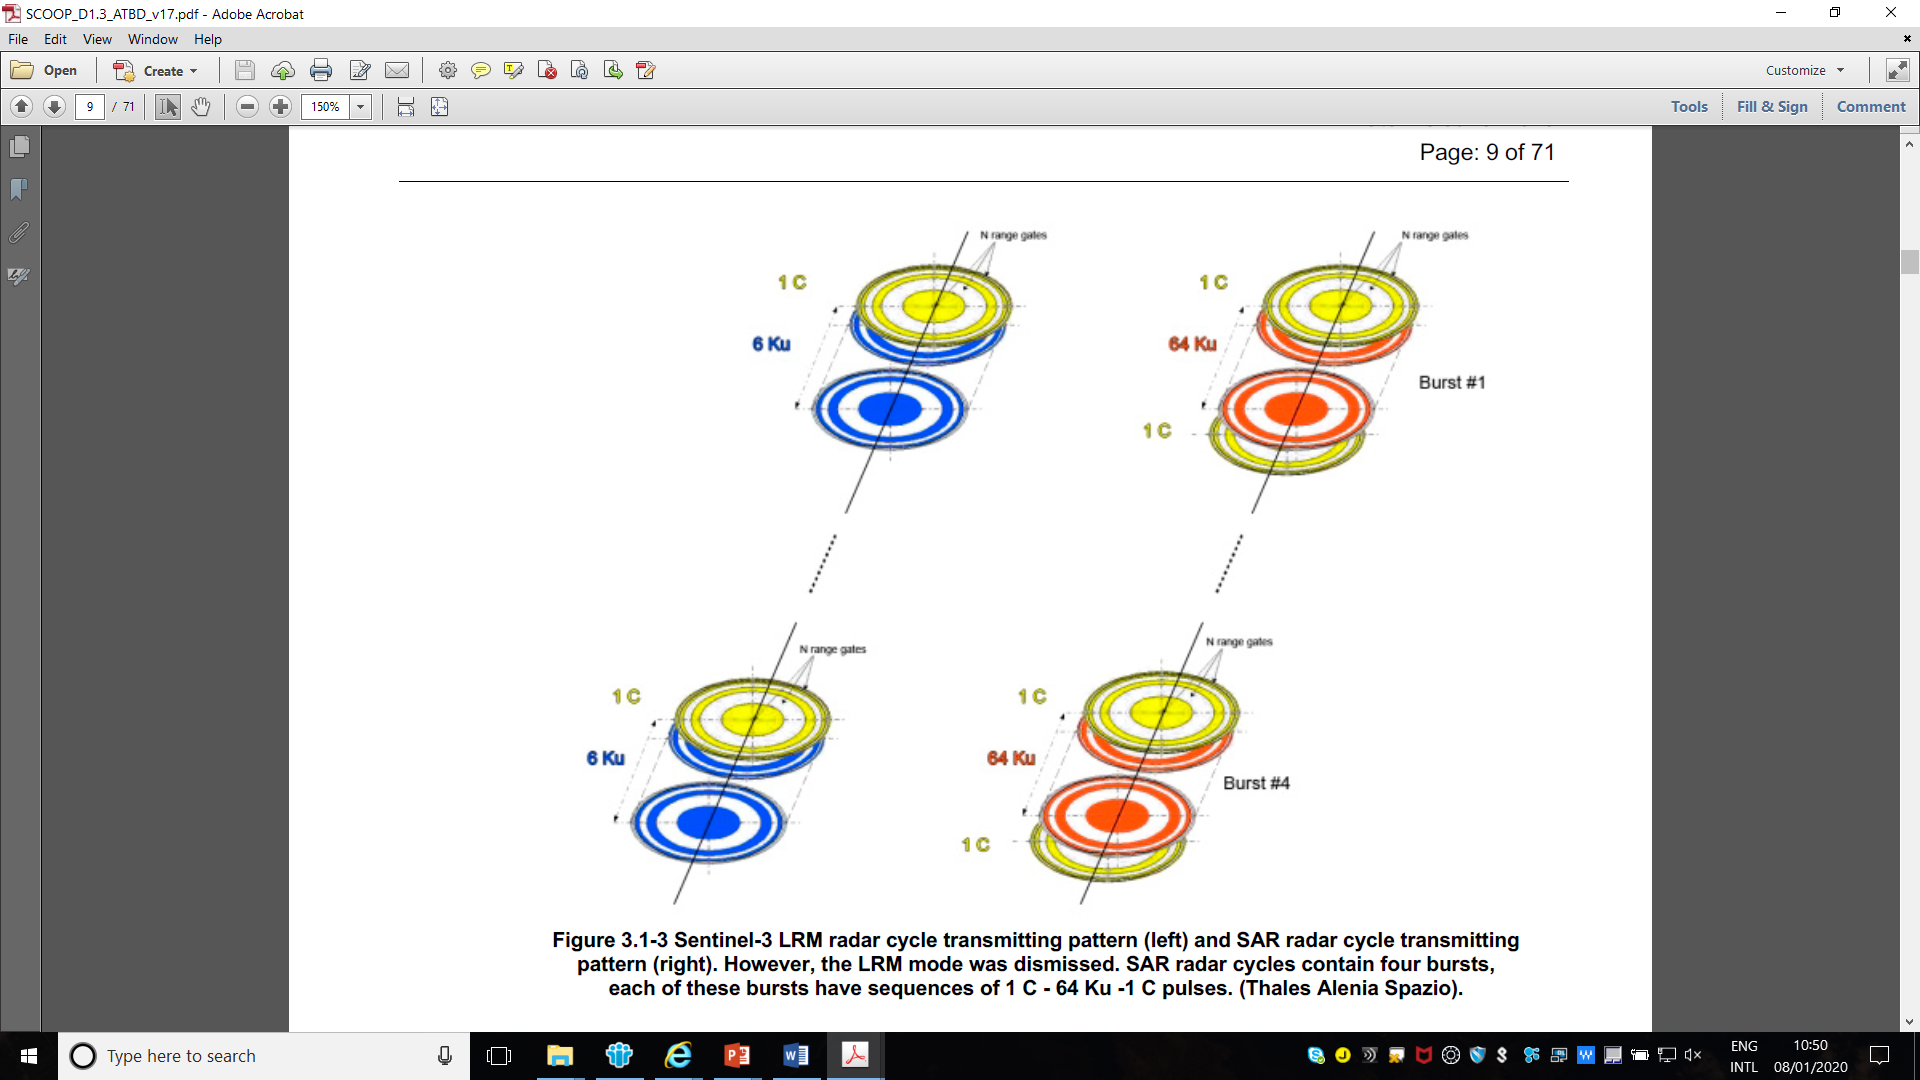 SCOOP_D1.3_ATBD_v17.pdf - Adobe Acrobat
File Edit View Window Help
Open Create Customize
9 / 71 150% Tools Fill & Sign Comment
Page: 9 of 71
N range gates
1 C
6 Ku
N range gates
1 C
64 Ku
Burst #1
1 C
N range gates
1 C
6 Ku
N range gates
1 C
64 Ku
Burst #4
1 C
Figure 3.1-3 Sentinel-3 LRM radar cycle transmitting pattern (left) and SAR radar cycle transmitting
pattern (right). However, the LRM mode was dismissed. SAR radar cycles contain four bursts,
each of these bursts have sequences of 1 C - 64 Ku -1 C pulses. (Thales Alenia Spazio).
Type here to search
ENG 10:50
INTL 08/01/2020